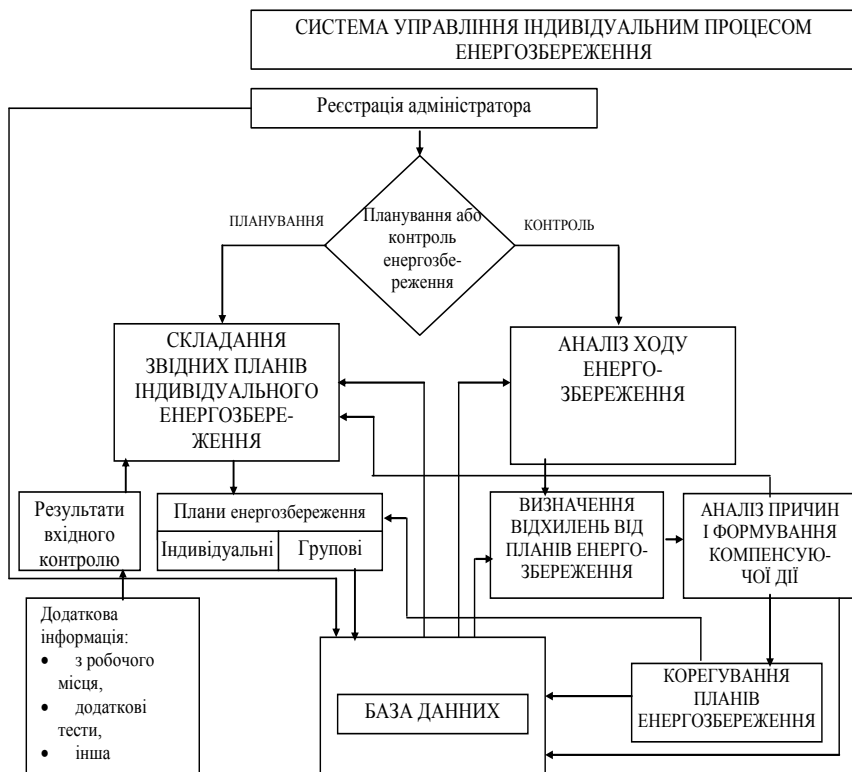 СИСТЕМА УПРАВЛІННЯ ІНДИВІДУАЛЬНИМ ПРОЦЕСОМ
ЕНЕРГОЗБЕРЕЖЕННЯ
Реєстрація адміністратора
ПЛАНУВАННЯ
Планування або
контроль
енергозбе-
реження
КОНТРОЛЬ
СКЛАДАННЯ
ЗВІДНИХ ПЛАНІВ
ІНДИВІДУАЛЬНОГО
ЕНЕРГОЗБЕРЕ-
ЖЕННЯ
АНАЛІЗ ХОДУ
ЕНЕРГО-
ЗБЕРЕЖЕННЯ
Результати
вхідного
контролю
Плани енергозбереження
Індивідуальні
Групові
ВИЗНАЧЕННЯ
ВІДХИЛЕНЬ ВІД
ПЛАНІВ ЕНЕРГО-
ЗБЕРЕЖЕННЯ
АНАЛІЗ ПРИЧИН
І ФОРМУВАННЯ
КОМПЕНСУЮ-
ЧОЇ ДІЇ
Додаткова
інформація:
• з робочого
місця,
• додаткові
тести,
• інша
БАЗА ДАННИХ
КОРЕГУВАННЯ
ПЛАНІВ
ЕНЕРГОЗБЕРЕЖЕННЯ